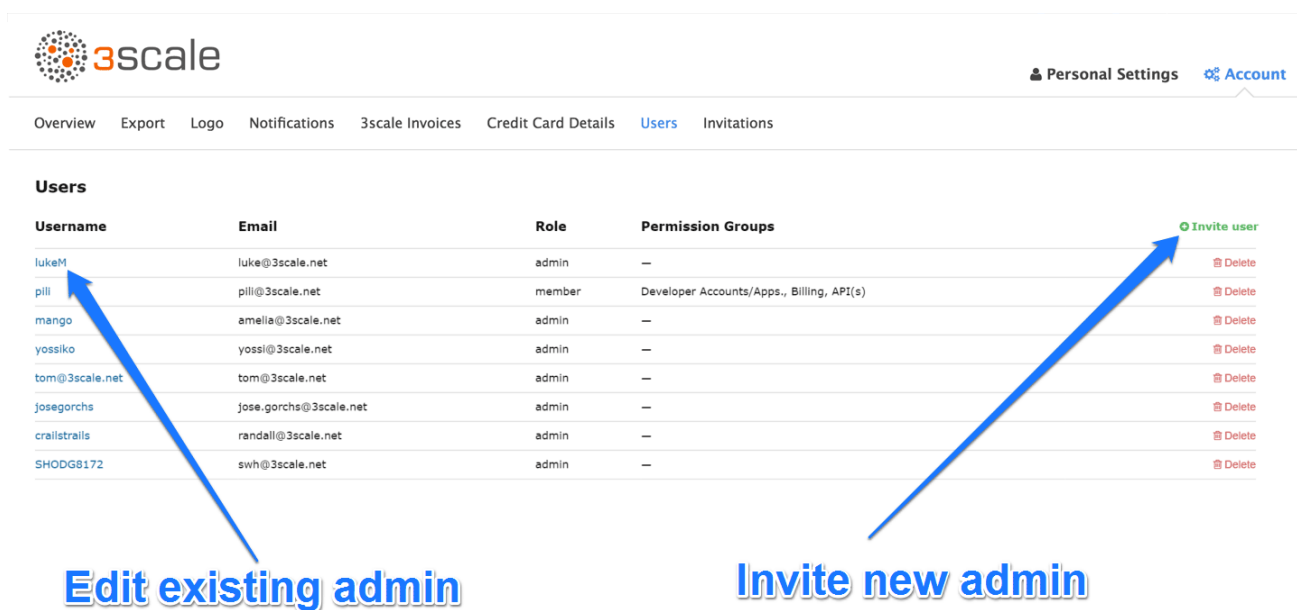 3scale
Personal Settings Account
Overview Export Logo Notifications 3scale Invoices Credit Card Details Users Invitations
Users
Username Email Role Permission Groups Invite user
lukeM luke@3scale.net admin — Delete
pili pili@3scale.net member Developer Accounts/Apps., Billing, API(s) Delete
mango amelia@3scale.net admin — Delete
yossiko yossi@3scale.net admin — Delete
tom@3scale.net tom@3scale.net admin — Delete
josegorchs jose.gorchs@3scale.net admin — Delete
crailstrails randall@3scale.net admin — Delete
SHODG8172 swh@3scale.net admin — Delete
Edit existing admin Invite new admin